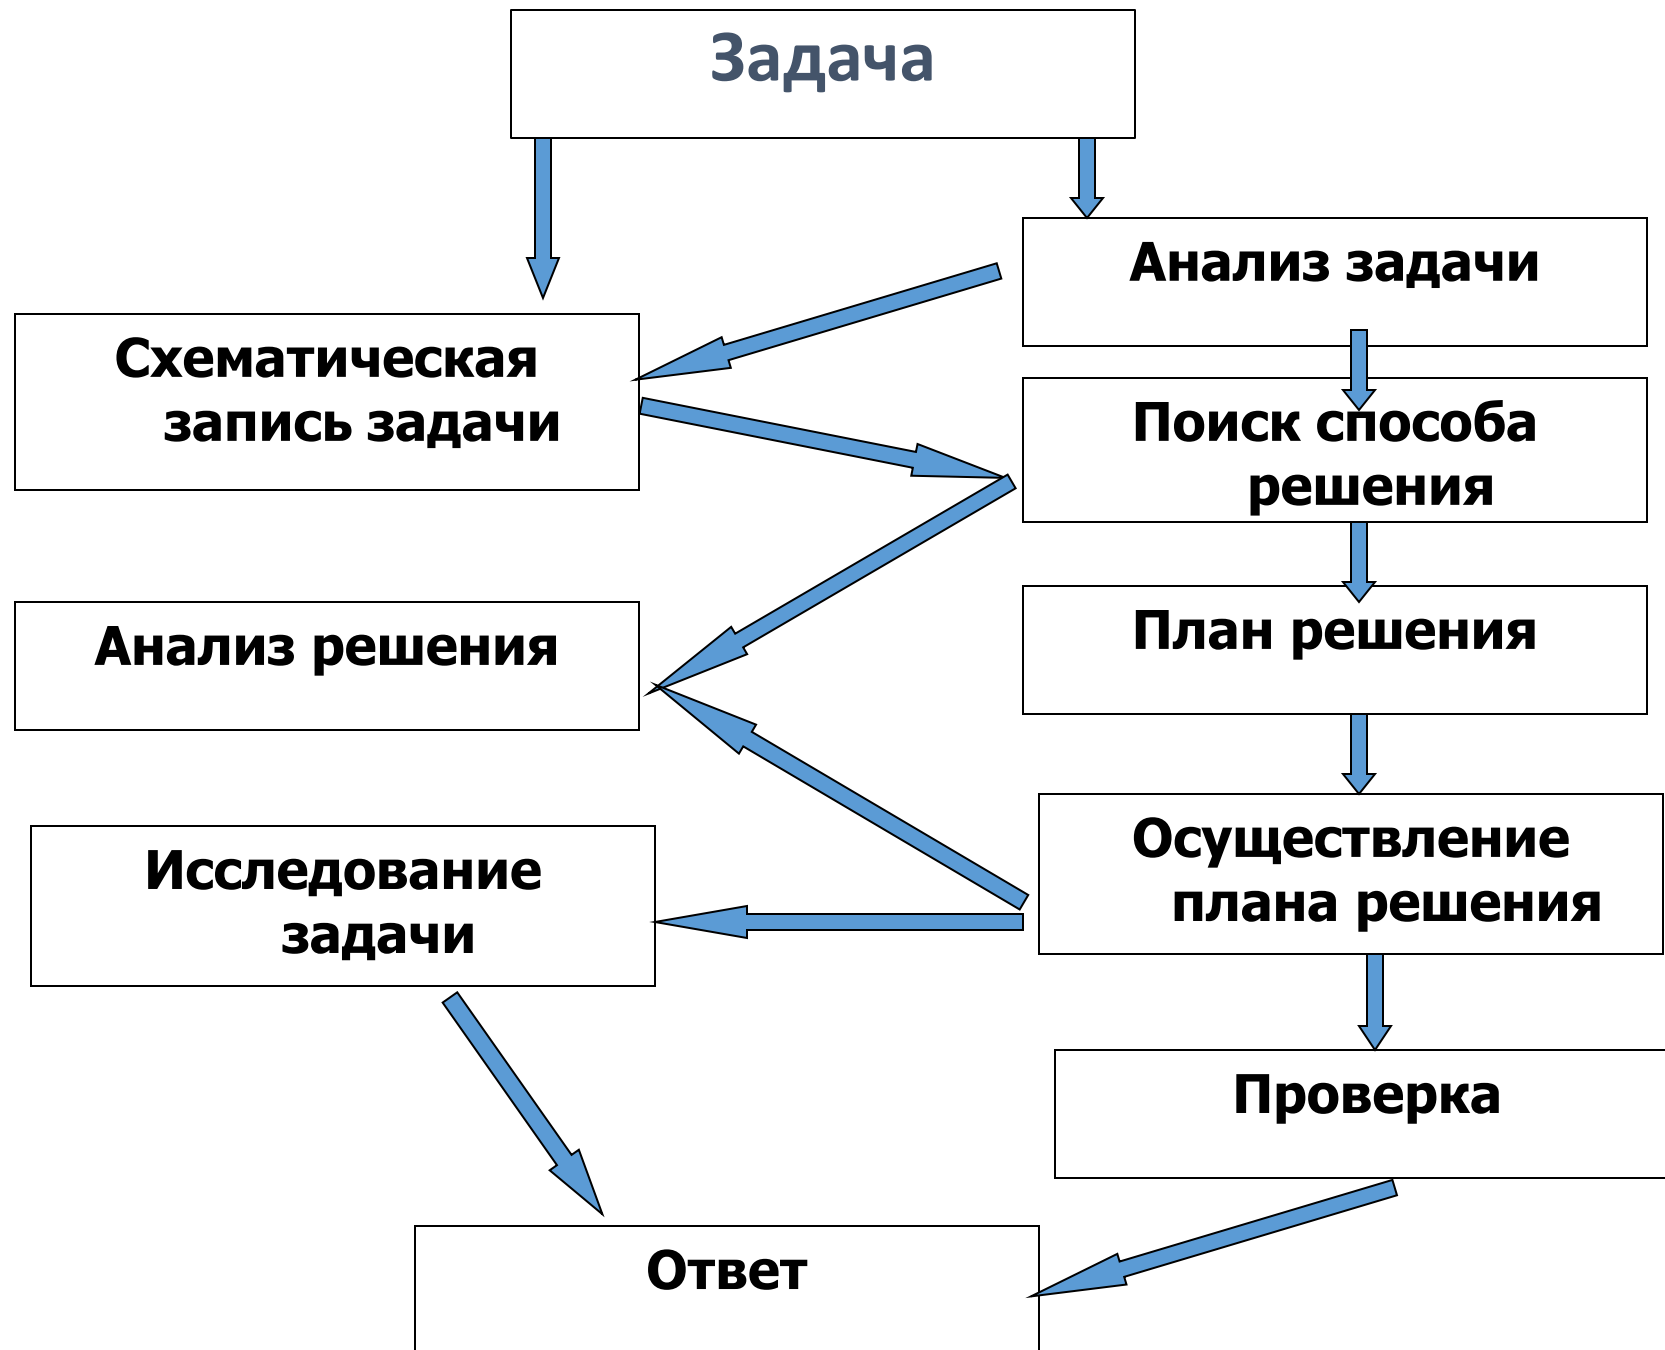 Задача
Анализ задачи
Схематическая
запись задачи
Поиск способа
решения
План решения
Анализ решения
Осуществление
плана решения
Исследование
задачи
Проверка
Ответ